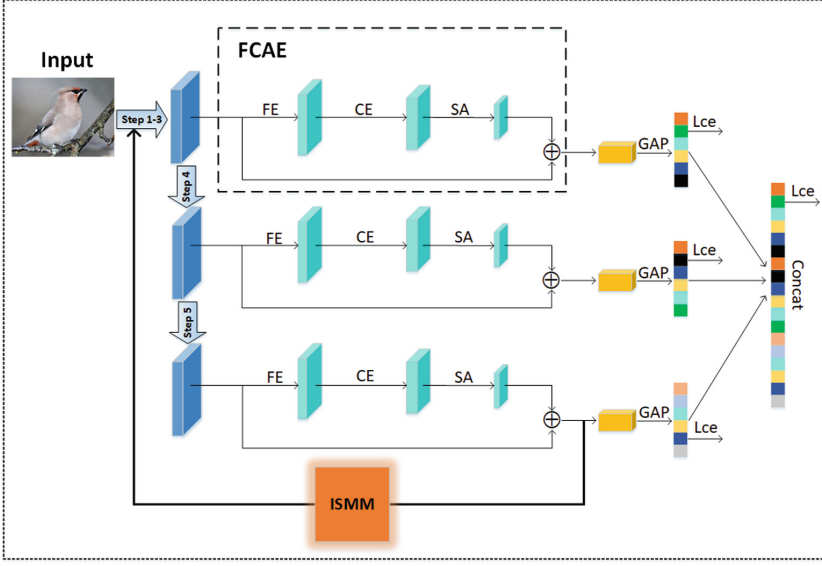 FCAE
Input
Step 1-3
FE
CE
SA
GAP
Lce
Step 4
Lce
FE
CE
SA
GAP
Lce
Concat
Step 5
FE
CE
SA
GAP
Lce
ISMM